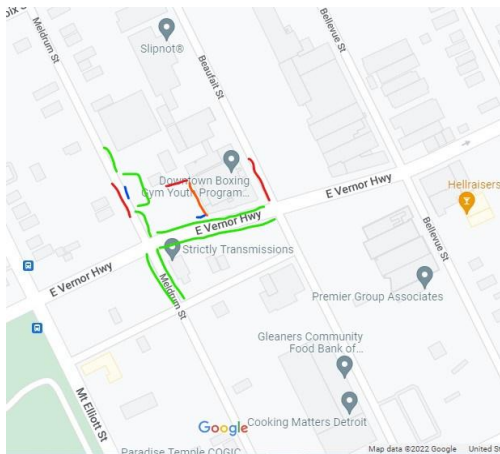 Meldrum St
Slipnot®
Beaufait St
Bellevue St
Downtown Boxing
Gym Youth Program...
E Vernor Hwy
Hellraisers
E Vernor Hwy
Strictly Transmissions
Bellevue St
E Vernor Hwy
Meldrum St
Premier Group Associates
Gleaners Community
Food Bank of...
Mt Elliott St
Google
Cooking Matters Detroit
Paradise Temple COGIC
Map data ©2022 Google
United St